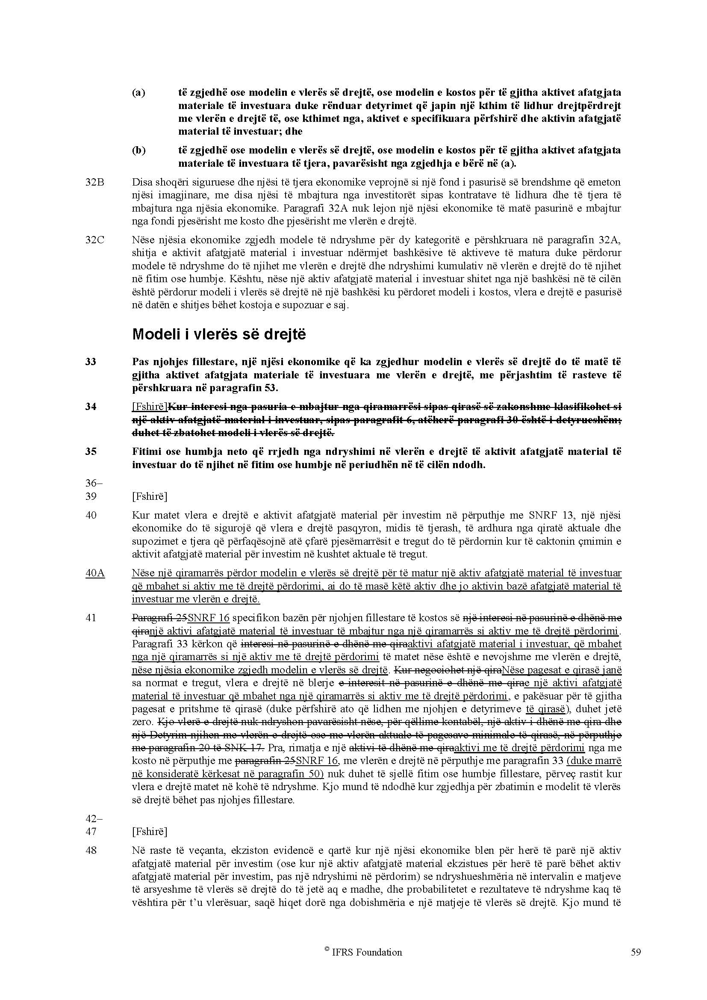 (a) të zgjedhë ose modelin e vlerës së drejtë, ose modelin e kostos për të gjitha aktivet afatgjata
materiale të investuara duke rënduar detyrimet që japin një kthim të lidhur drejtpërdrejt
me vlerën e drejtë të, ose kthimet nga, aktivet e specifikuara përfshirë dhe aktivin afatgjatë
material të investuar; dhe
(b) të zgjedhë ose modelin e vlerës së drejtë, ose modelin e kostos për të gjitha aktivet afatgjata
materiale të investuara të tjera, pavarësisht nga zgjedhja e bërë në (a).
32B Disa shoqëri siguruese dhe njësi të tjera ekonomike veprojnë si një fond i pasurisë së brendshme që emeton
njësi imagjinare, me disa njësi të mbajtura nga investitorët sipas kontratave të lidhura dhe të tjera të
mbajtura nga njësia ekonomike. Paragrafi 32A nuk lejon një njësi ekonomike të matë pasurinë e mbajtur
nga fondi pjesërisht me kosto dhe pjesërisht me vlerën e drejtë.
32C Nëse njësia ekonomike zgjedh modele të ndryshme për dy kategoritë e përshkruara në paragrafin 32A,
shitja e aktivit afatgjatë material i investuar ndërmjet bashkësive të aktiveve të matura duke përdorur
modele të ndryshme do të njihet me vlerën e drejtë dhe ndryshimi kumulativ në vlerën e drejtë do të njihet
në fitim ose humbje. Kështu, nëse një aktiv afatgjatë material i investuar shitet nga një bashkësi në të cilën
është përdorur modeli i vlerës së drejtë në një bashkësi ku përdoret modeli i kostos, vlera e drejtë e pasurisë
në datën e shitjes bëhet kostoja e supozuar e saj.
Modeli i vlerës së drejtë
33 Pas njohjes fillestare, një njësi ekonomike që ka zgjedhur modelin e vlerës së drejtë do të matë të
gjitha aktivet afatgjata materiale të investuara me vlerën e drejtë, me përjashtim të rasteve të
përshkruara në paragrafin 53.
34 [Fshirë]Kur interesi nga pasuria e mbajtur nga qiramarrësi sipas qirasë së zakonshme klasifikohet si
një aktiv afatgjatë material i investuar, sipas paragrafit 6, atëherë paragrafi 30 është i detyrueshëm;
duhet të zbatohet modeli i vlerës së drejtë.
35 Fitimi ose humbja neto që rrjedh nga ndryshimi në vlerën e drejtë të aktivit afatgjatë material të
investuar do të njihet në fitim ose humbje në periudhën në të cilën ndodh.
36–
39 [Fshirë]
40 Kur matet vlera e drejtë e aktivit afatgjatë material për investim në përputhje me SNRF 13, një njësi
ekonomike do të sigurojë që vlera e drejtë pasqyron, midis të tjerash, të ardhura nga qiratë aktuale dhe
supozimet e tjera që përfaqësojnë atë çfarë pjesëmarrësit e tregut do të përdornin kur të caktonin çmimin e
aktivit afatgjatë material për investim në kushtet aktuale të tregut.
40A Nëse një qiramarrës përdor modelin e vlerës së drejtë për të matur një aktiv afatgjatë material të investuar
që mbahet si aktiv me të drejtë përdorimi, ai do të masë këtë aktiv dhe jo aktivin bazë afatgjatë material të
investuar me vlerën e drejtë.
41 Paragrafi 25SNRF 16 specifikon bazën për njohjen fillestare të kostos së një interesi në pasurinë e dhënë me
qiranjë aktivi afatgjatë material të investuar të mbajtur nga një qiramarrës si aktiv me të drejtë përdorimi.
Paragrafi 33 kërkon që interesi në pasurinë e dhënë me qiraaktivi afatgjatë material i investuar, që mbahet
nga një qiramarrës si një aktiv me të drejtë përdorimi të matet nëse është e nevojshme me vlerën e drejtë,
nëse njësia ekonomike zgjedh modelin e vlerës së drejtë. Kur negociohet një qiraNëse pagesat e qirasë janë
sa normat e tregut, vlera e drejtë në blerje e interesit në pasurinë e dhënë me qirae një aktivi afatgjatë
material të investuar që mbahet nga një qiramarrës si aktiv me të drejtë përdorimi, e pakësuar për të gjitha
pagesat e pritshme të qirasë (duke përfshirë ato që lidhen me njohjen e detyrimeve të qirasë), duhet jetë
zero. Kjo vlerë e drejtë nuk ndryshon pavarësisht nëse, për qëllime kontabël, një aktiv i dhënë me qira dhe
një Detyrim njihen me vlerën e drejtë ose me vlerën aktuale të pagesave minimale të qirasë, në përputhje
me paragrafin 20 të SNK 17. Pra, rimatja e një aktivi të dhënë me qiraaktivi me të drejtë përdorimi nga me
kosto në përputhje me paragrafin 25SNRF 16, me vlerën e drejtë në përputhje me paragrafin 33 (duke marrë
në konsideratë kërkesat në paragrafin 50) nuk duhet të sjellë fitim ose humbje fillestare, përveç rastit kur
vlera e drejtë matet në kohë të ndryshme. Kjo mund të ndodhë kur zgjedhja për zbatimin e modelit të vlerës
së drejtë bëhet pas njohjes fillestare.
42–
47 [Fshirë]
48 Në raste të veçanta, ekziston evidencë e qartë kur një njësi ekonomike blen për herë të parë një aktiv
afatgjatë material për investim (ose kur një aktiv afatgjatë material ekzistues për herë të parë bëhet aktiv
afatgjatë material për investim, pas një ndryshimi në përdorim) se ndryshueshmëria në intervalin e matjeve
të arsyeshme të vlerës së drejtë do të jetë aq e madhe, dhe probabilitetet e rezultateve të ndryshme kaq të
vështira për t’u vlerësuar, saqë hiqet dorë nga dobishmëria e një matjeje të vlerës së drejtë. Kjo mund të
© IFRS Foundation 59